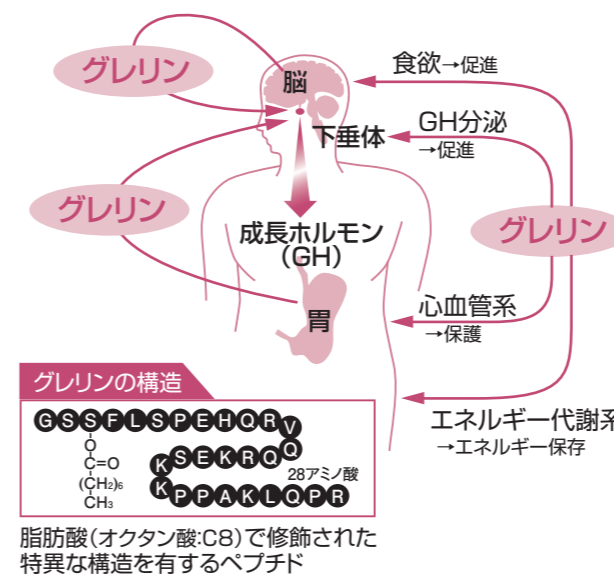 グレリン
脳
下垂体
グレリン
成長ホルモン
(GH)
胃
食欲→促進
GH分泌
→促進
グレリン
心血管系
→保護
エネルギー代謝系
→エネルギー保存
グレリンの構造
GSSFLSPEHQRV
KSEKRQQ
KPPAKLQPR
28アミノ酸
O
C=O
(CH₂)₆
CH₃
脂肪酸(オクタン酸:C8)で修飾された
特異な構造を有するペプチド